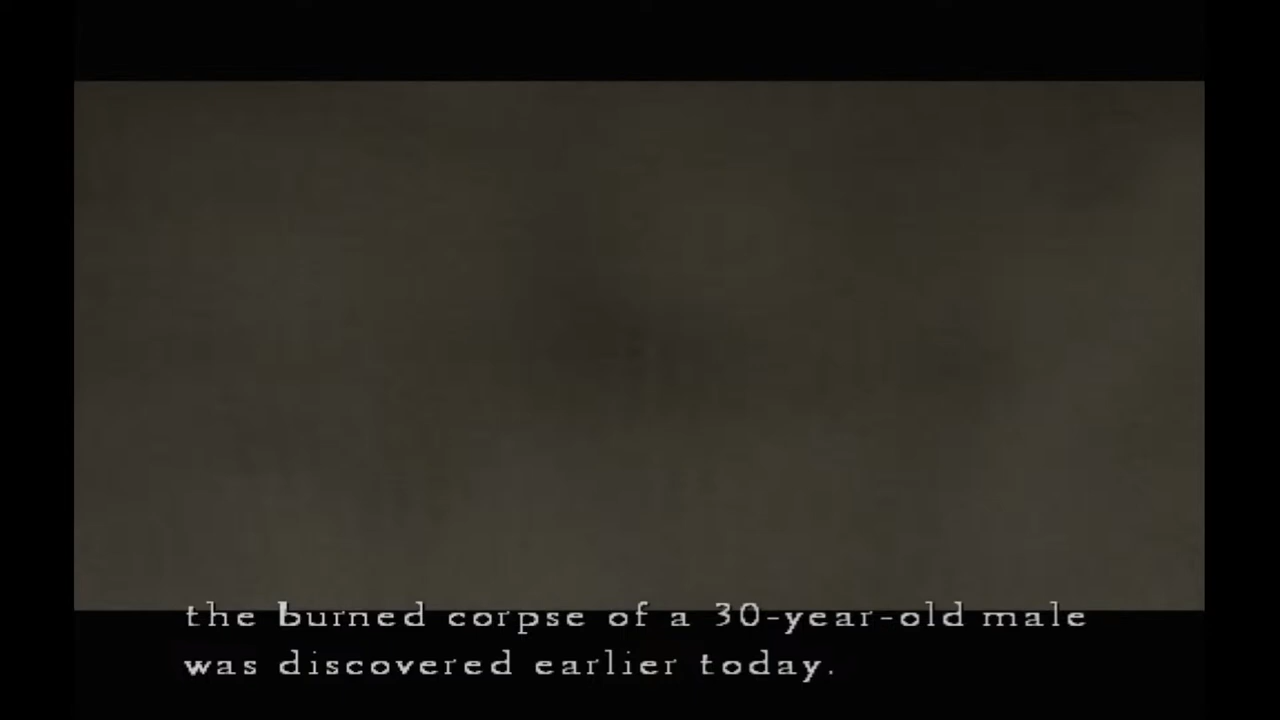 the burned corpse of a 30-year-old male
was discovered earlier today.